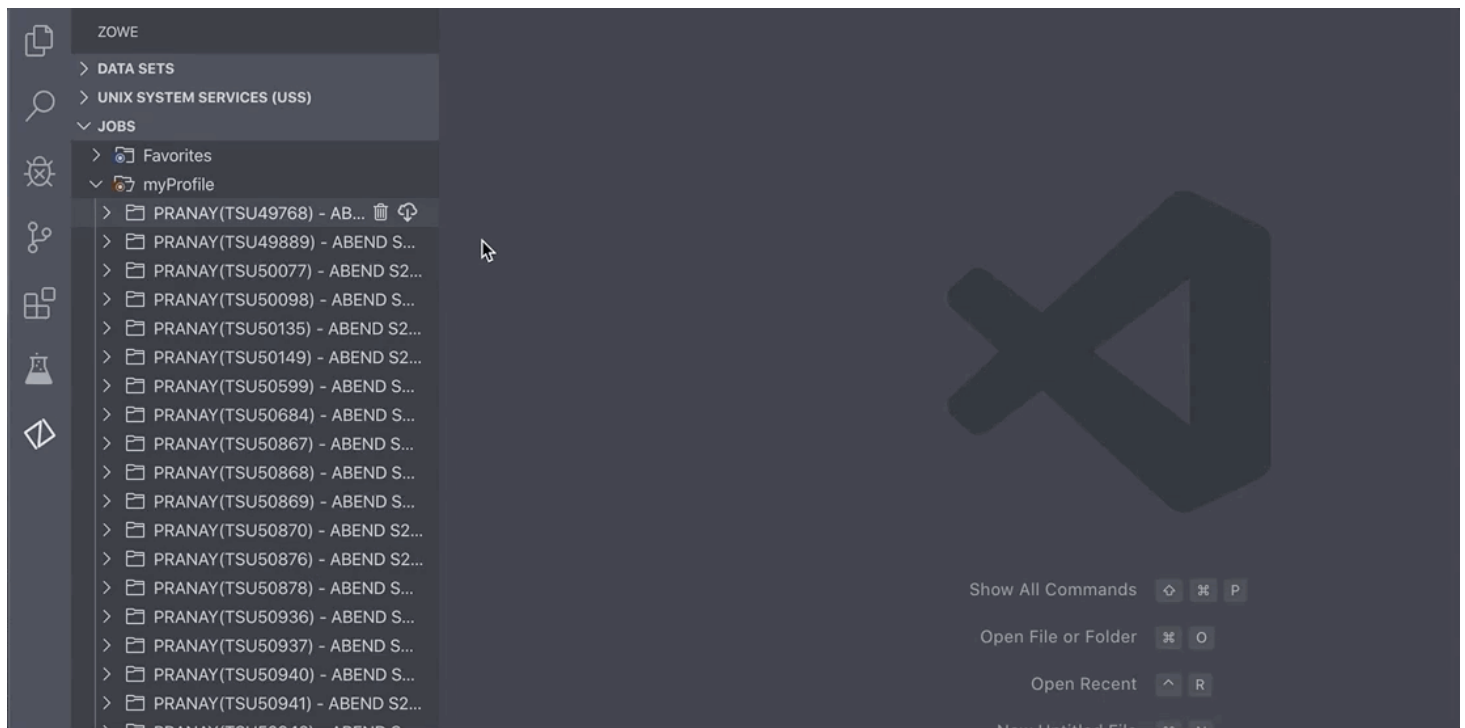 ZOWE
DATA SETS
UNIX SYSTEM SERVICES (USS)
JOBS
Favorites
myProfile
PRANAY(TSU49768) - AB...
PRANAY(TSU49889) - ABEND S...
PRANAY(TSU50077) - ABEND S2...
PRANAY(TSU50098) - ABEND S...
PRANAY(TSU50135) - ABEND S2...
PRANAY(TSU50149) - ABEND S2...
PRANAY(TSU50599) - ABEND S...
PRANAY(TSU50684) - ABEND S...
PRANAY(TSU50867) - ABEND S...
PRANAY(TSU50868) - ABEND S...
PRANAY(TSU50869) - ABEND S...
PRANAY(TSU50870) - ABEND S2...
PRANAY(TSU50876) - ABEND S2...
PRANAY(TSU50878) - ABEND S...
PRANAY(TSU50936) - ABEND S...
PRANAY(TSU50937) - ABEND S...
PRANAY(TSU50940) - ABEND S...
PRANAY(TSU50941) - ABEND S2...
Show All Commands ⇧ ⌘ P
Open File or Folder ⌘ O
Open Recent ^ R